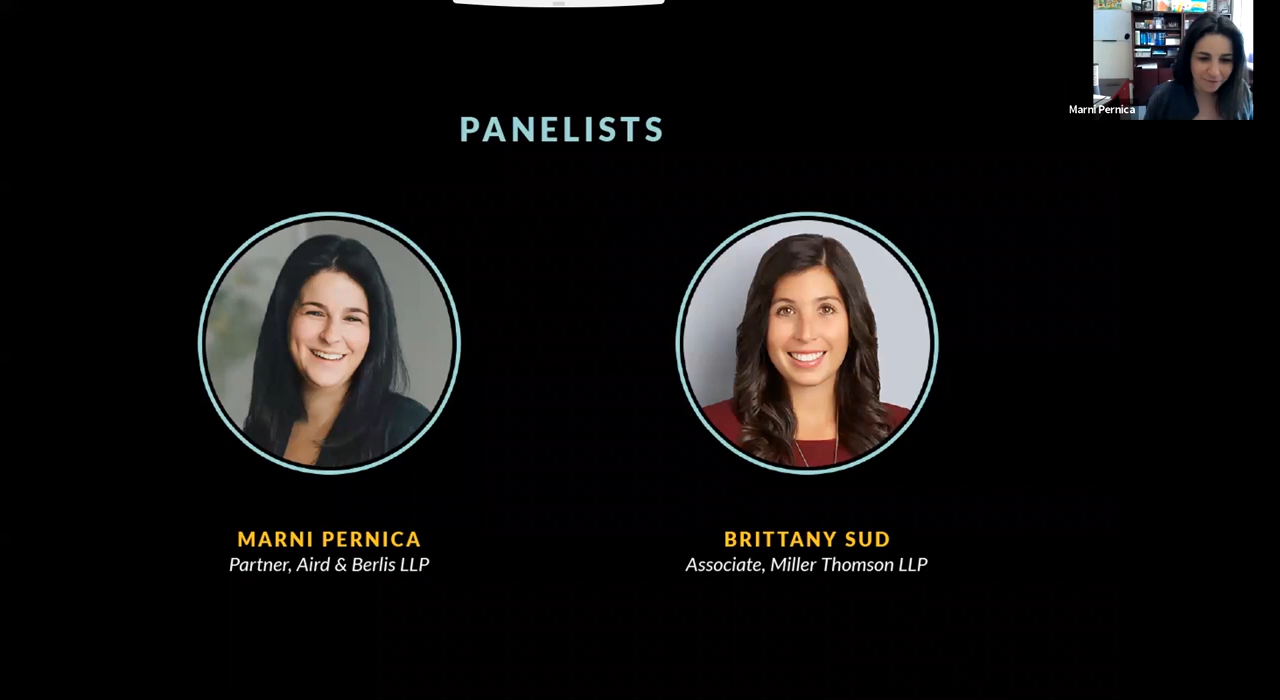 Marni Pernica
PANELISTS
MARNI PERNICA
Partner, Aird & Berlis LLP
BRITTANY SUD
Associate, Miller Thomson LLP